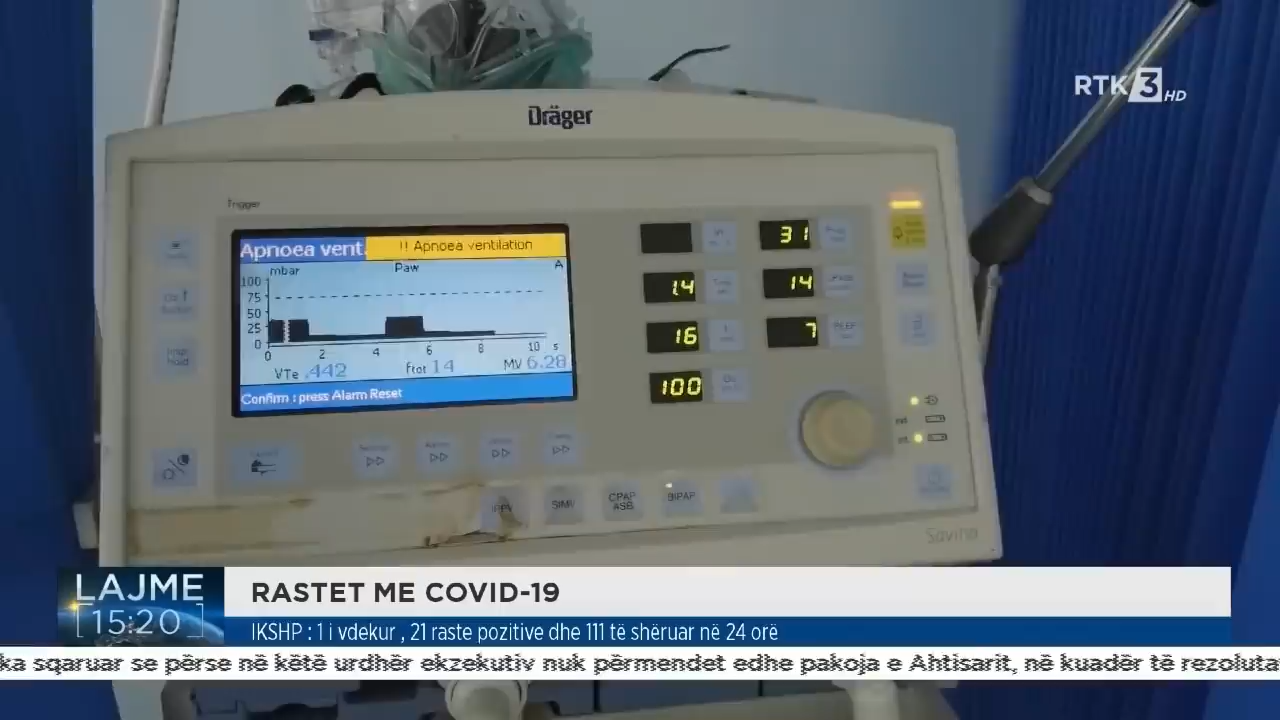 Dräger
RTK 3 HD
Trigger
Apnoea vent.
!! Apnoea ventilation
mbar
Paw
A
100
75
50
25
0
0 2 4 6 8 10 s
VTe .442 ftot 14 MV 6.28
Confirm : press Alarm Reset
31
1.4
14
16
7
100
IPPV
SIMV
CPAP
ASB
BIPAP
Savina
LAJME
15:20
RASTET ME COVID-19
IKSHP : 1 i vdekur , 21 raste pozitive dhe 111 të shëruar në 24 orë
ka sqaruar se përse në këtë urdhër ekzekutiv nuk përmendet edhe pakoja e Ahtisarit, në kuadër të rezoluta